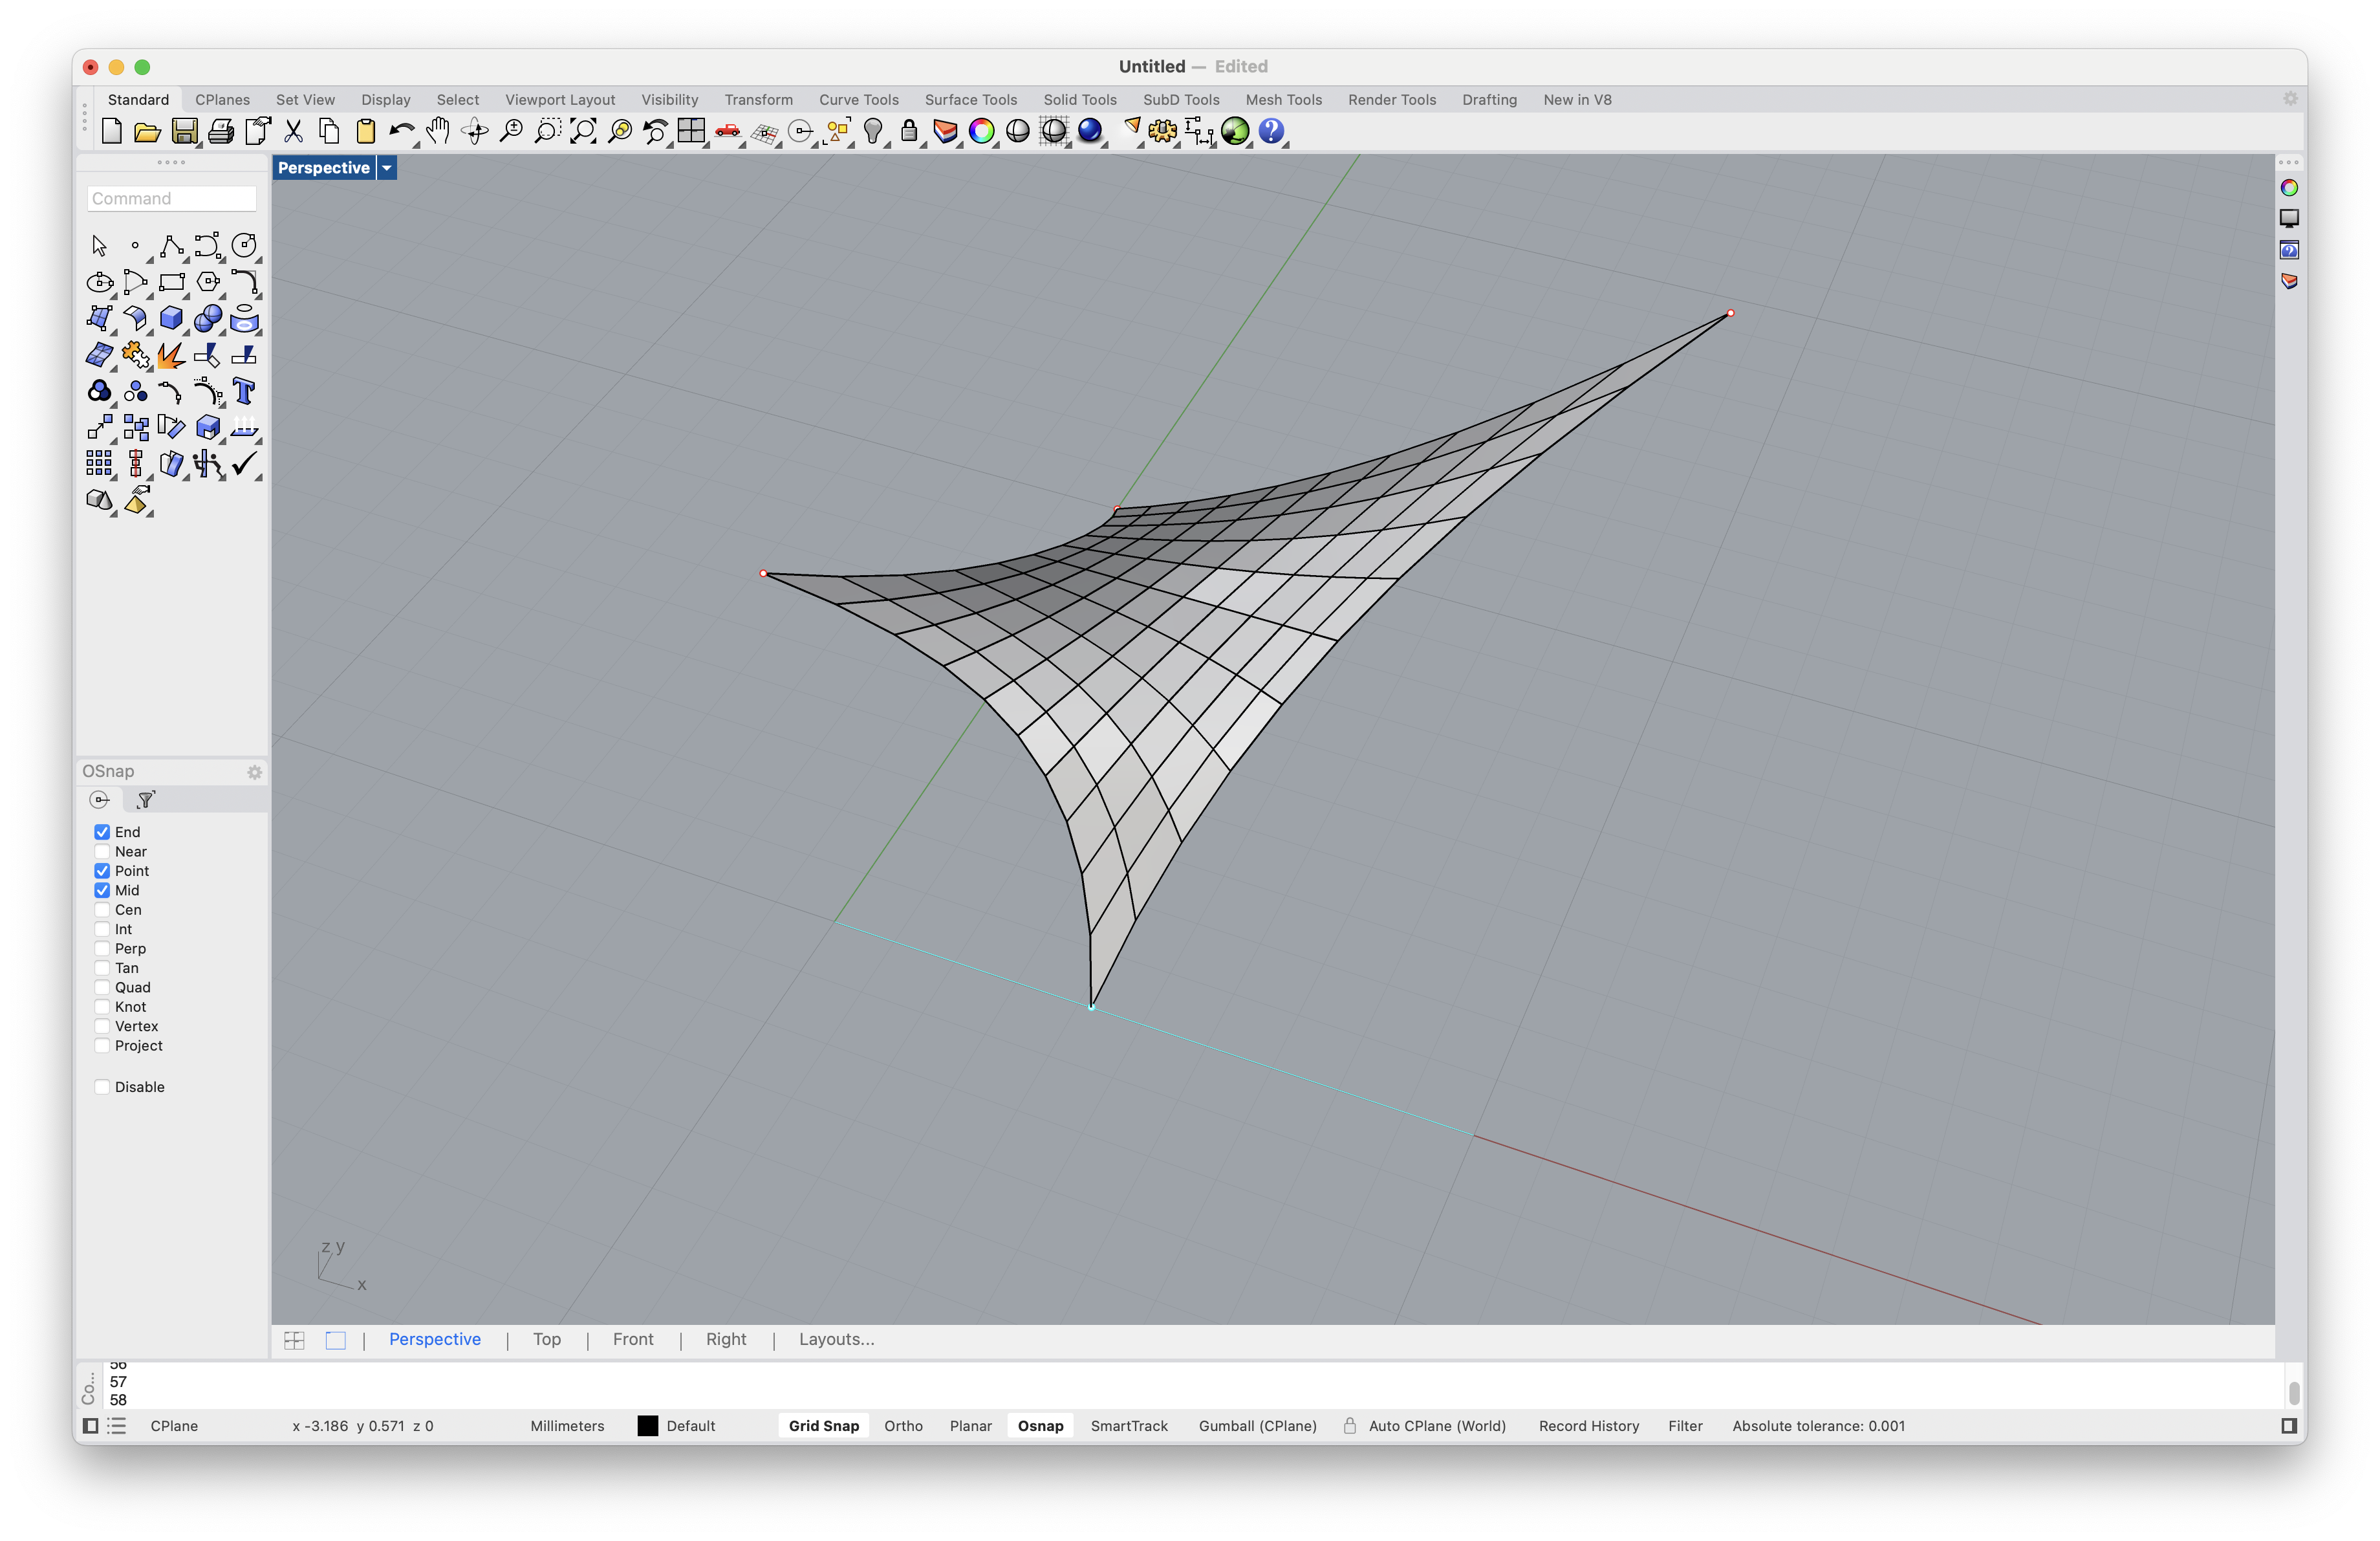 Untitled — Edited
Standard CPlanes Set View Display Select Viewport Layout Visibility Transform Curve Tools Surface Tools Solid Tools SubD Tools Mesh Tools Render Tools Drafting New in V8
Perspective
Command
OSnap
End
Near
Point
Mid
Cen
Int
Perp
Tan
Quad
Knot
Vertex
Project
Disable
z y
x
Perspective | Top | Front | Right | Layouts...
Co...
56
57
58
CPlane x -3.186 y 0.571 z 0 Millimeters Default Grid Snap Ortho Planar Osnap SmartTrack Gumball (CPlane) Auto CPlane (World) Record History Filter Absolute tolerance: 0.001